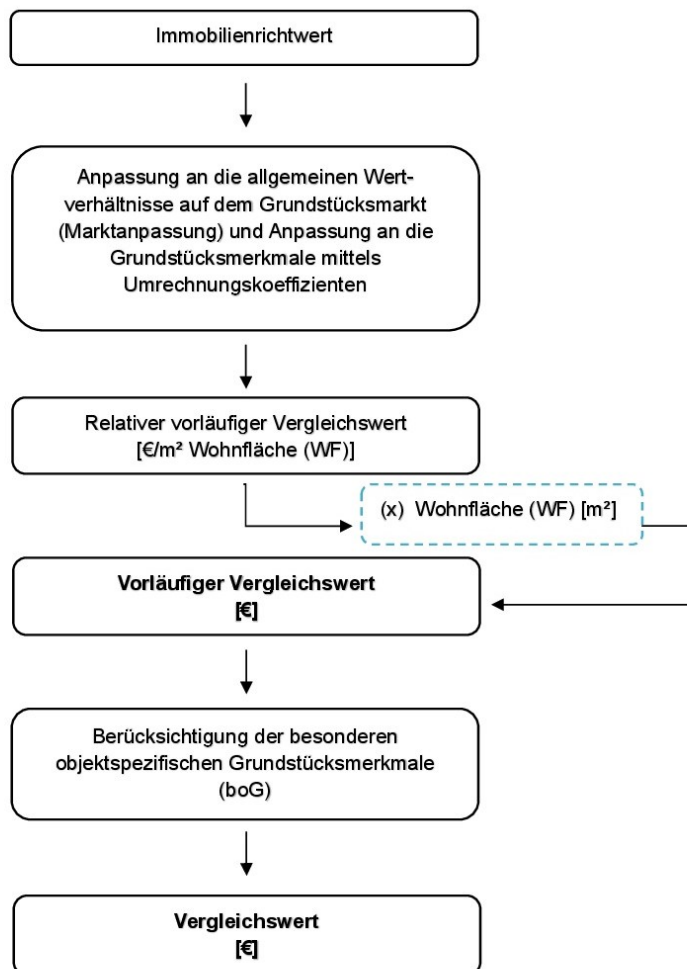 Immobilienrichtwert
Anpassung an die allgemeinen Wert-
verhältnisse auf dem Grundstücksmarkt
(Marktanpassung) und Anpassung an die
Grundstücksmerkmale mittels
Umrechnungskoeffizienten
Relativer vorläufiger Vergleichswert
[€/m² Wohnfläche (WF)]
(x) Wohnfläche (WF) [m²]
Vorläufiger Vergleichswert
[€]
Berücksichtigung der besonderen
objektspezifischen Grundstücksmerkmale
(boG)
Vergleichswert
[€]